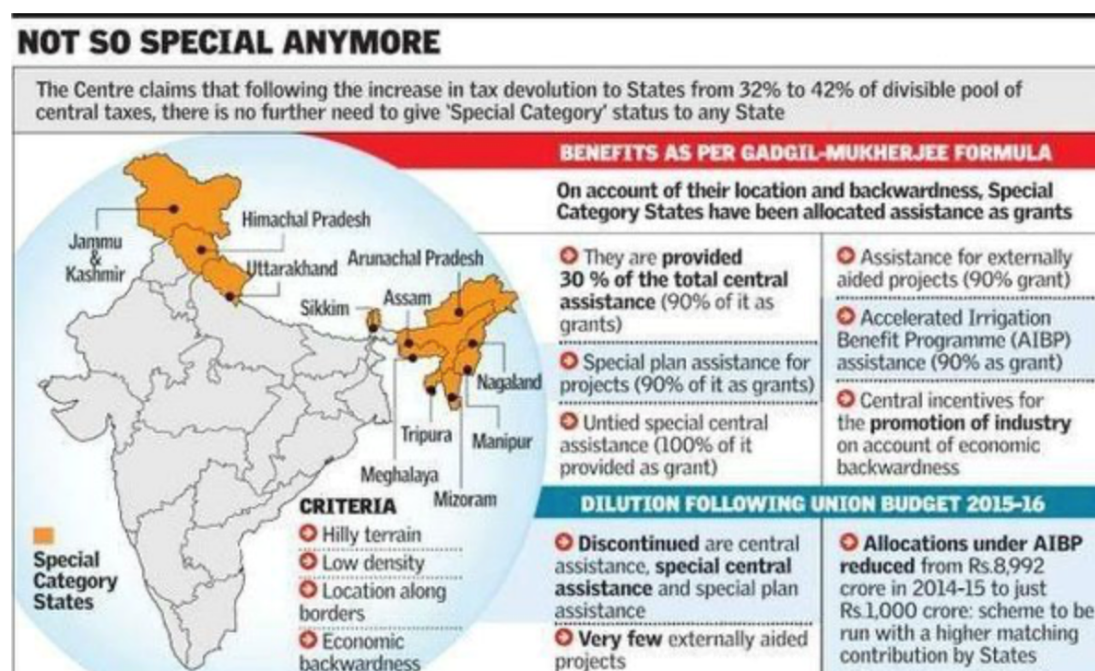 NOT SO SPECIAL ANYMORE
The Centre claims that following the increase in tax devolution to States from 32% to 42% of divisible pool of
central taxes, there is no further need to give 'Special Category' status to any State
Jammu
&
Kashmir
Himachal Pradesh
Uttarakhand
Arunachal Pradesh
Sikkim
Assam
Nagaland
Tripura
Manipur
Meghalaya
Mizoram
Special
Category
States
CRITERIA
Hilly terrain
Low density
Location along
borders
Economic
backwardness
BENEFITS AS PER GADGIL-MUKHERJEE FORMULA
On account of their location and backwardness, Special
Category States have been allocated assistance as grants
They are provided
30 % of the total central
assistance (90% of it as
grants)
Special plan assistance for
projects (90% of it as grants)
Untied special central
assistance (100% of it
provided as grant)
Assistance for externally
aided projects (90% grant)
Accelerated Irrigation
Benefit Programme (AIBP)
assistance (90% as grant)
Central incentives for
the promotion of industry
on account of economic
backwardness
DILUTION FOLLOWING UNION BUDGET 2015-16
Discontinued are central
assistance, special central
assistance and special plan
assistance
Very few externally aided
projects
Allocations under AIBP
reduced from Rs.8,992
crore in 2014-15 to just
Rs.1,000 crore: scheme to be
run with a higher matching
contribution by States